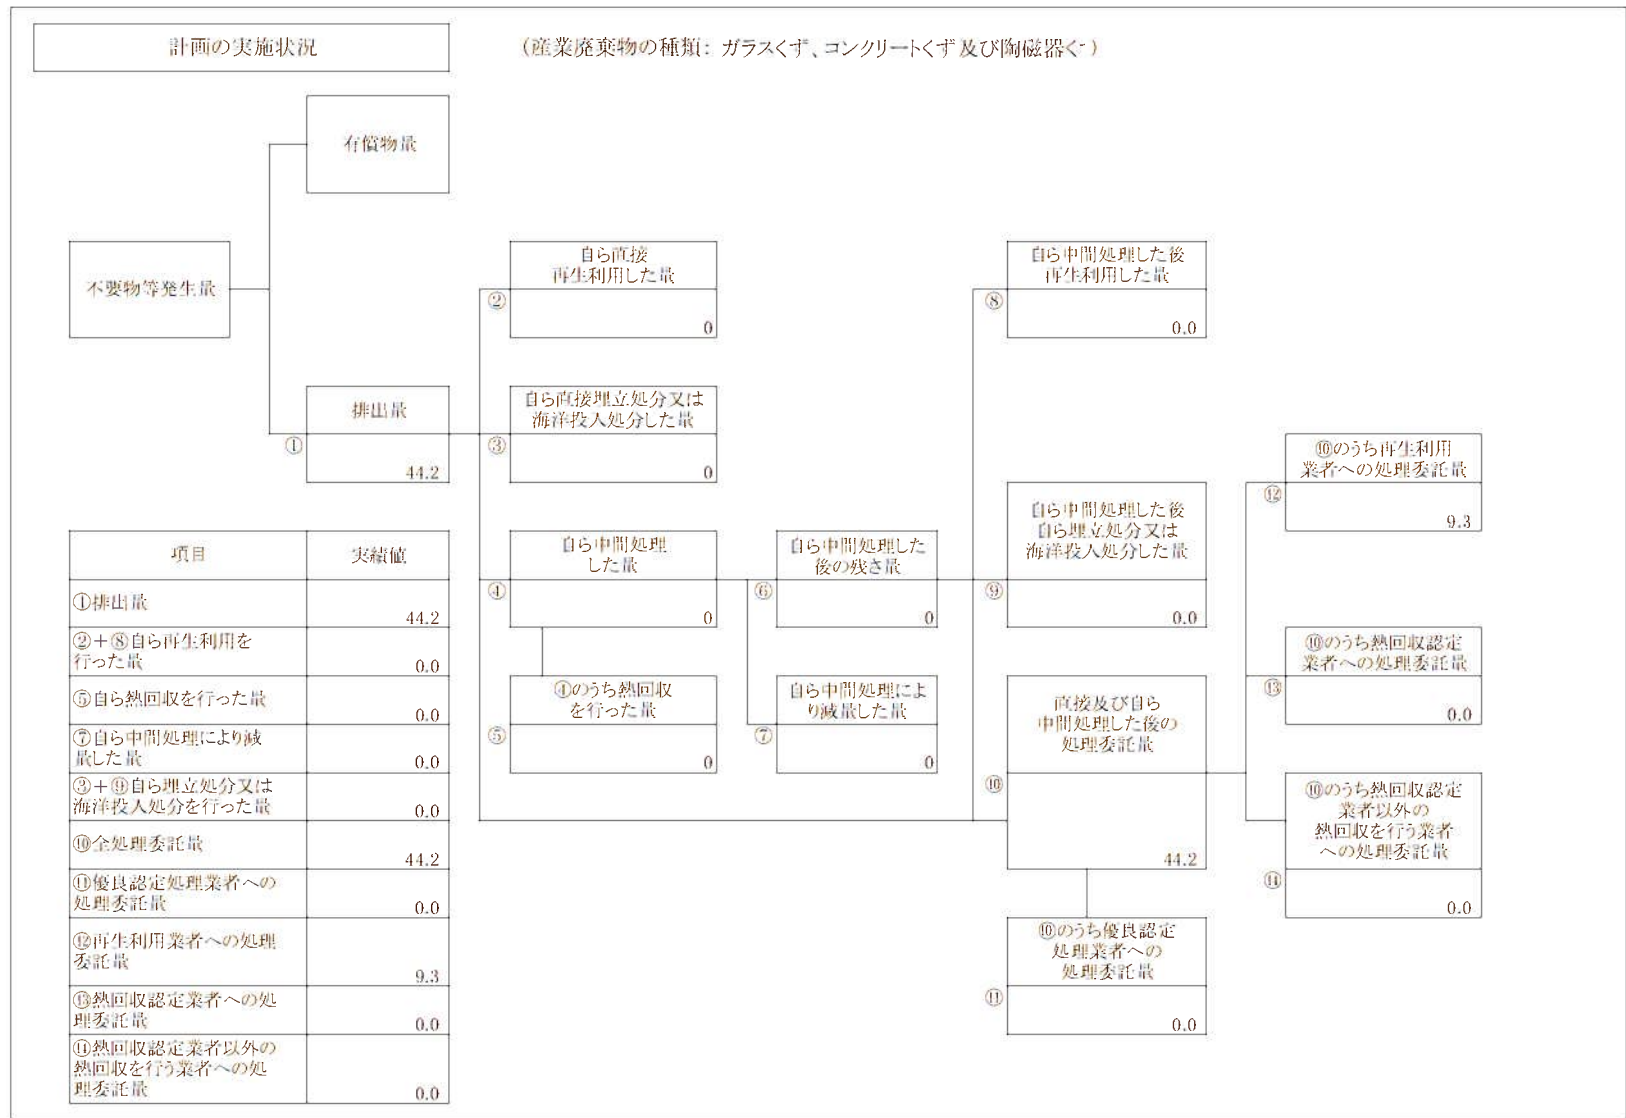 計画の実施状況
(産業廃棄物の種類：ガラスくず、コンクリートくず及び陶磁器く)
有償物量
不要物等発生量
自ら直接
再生利用した量
②
0
自ら中間処理した後
再生利用した量
⑧
0.0
排出量
①
44.2
自ら直接埋立処分又は
海洋投入処分した量
③
0
⑩のうち再生利用
業者への処理委託量
⑫
9.3
自ら中間処理
した量
④
0
自ら中間処理した
後の残さ量
⑥
0
自ら中間処理した後
自ら埋立処分又は
海洋投入処分した量
⑨
0.0
⑩のうち熱回収認定
業者への処理委託量
⑬
0.0
④のうち熱回収
を行った量
⑤
0
自ら中間処理によ
り減量した量
⑦
0
直接及び自ら
中間処理した後の
処理委託量
⑩
44.2
⑩のうち熱回収認定
業者以外の
熱回収を行う業者
への処理委託量
⑭
0.0
⑩のうち優良認定
処理業者への
処理委託量
⑪
0.0
項目
実績値
①排出量
44.2
②＋⑧自ら再生利用を
行った量
0.0
⑤自ら熱回収を行った量
0.0
⑦自ら中間処理により減
量した量
0.0
③＋⑨自ら埋立処分又は
海洋投入処分を行った量
0.0
⑩全処理委託量
44.2
⑪優良認定処理業者への
処理委託量
0.0
⑫再生利用業者への処理
委託量
9.3
⑬熱回収認定業者への処
理委託量
0.0
⑭熱回収認定業者以外の
熱回収を行う業者への処
理委託量
0.0